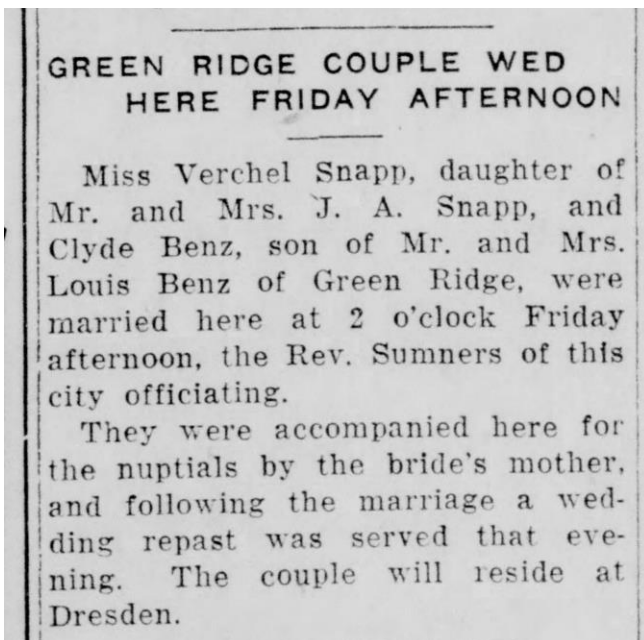 GREEN RIDGE COUPLE WED
HERE FRIDAY AFTERNOON
Miss Verchel Snapp, daughter of
Mr. and Mrs. J. A. Snapp, and
Clyde Benz, son of Mr. and Mrs.
Louis Benz of Green Ridge, were
married here at 2 o'clock Friday
afternoon, the Rev. Sumners of this
city officiating.
They were accompanied here for
the nuptials by the bride's mother,
and following the marriage a wed-
ding repast was served that eve-
ning. The couple will reside at
Dresden.